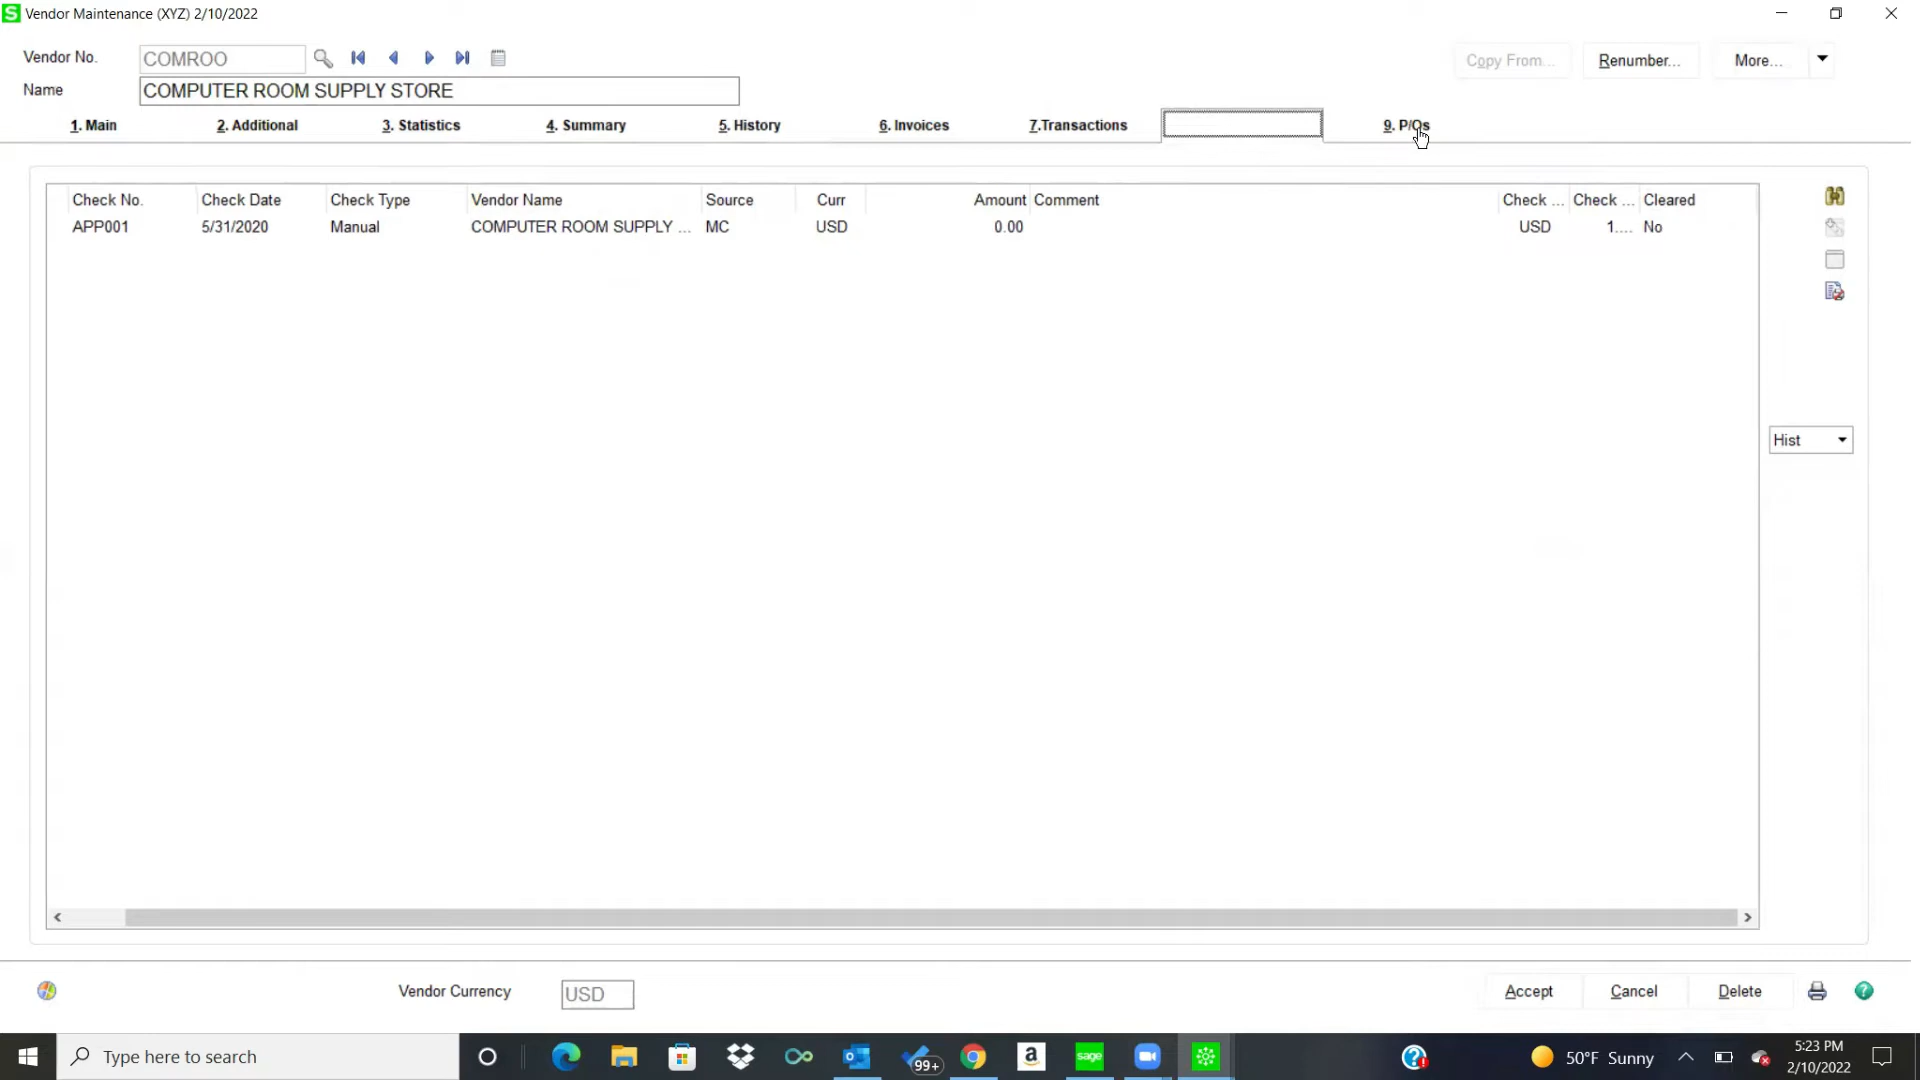 S Vendor Maintenance (XYZ) 2/10/2022
Vendor No. COMROO Copy From... Renumber... More...
Name COMPUTER ROOM SUPPLY STORE
1. Main 2. Additional 3. Statistics 4. Summary 5. History 6. Invoices 7.Transactions 9. P/Os
Check No. Check Date Check Type Vendor Name Source Curr Amount Comment Check ... Check ... Cleared
APP001 5/31/2020 Manual COMPUTER ROOM SUPPLY ... MC USD 0.00 USD 1.... No
Hist
Vendor Currency USD Accept Cancel Delete
Type here to search 99+ a sage 50°F Sunny 5:23 PM
2/10/2022